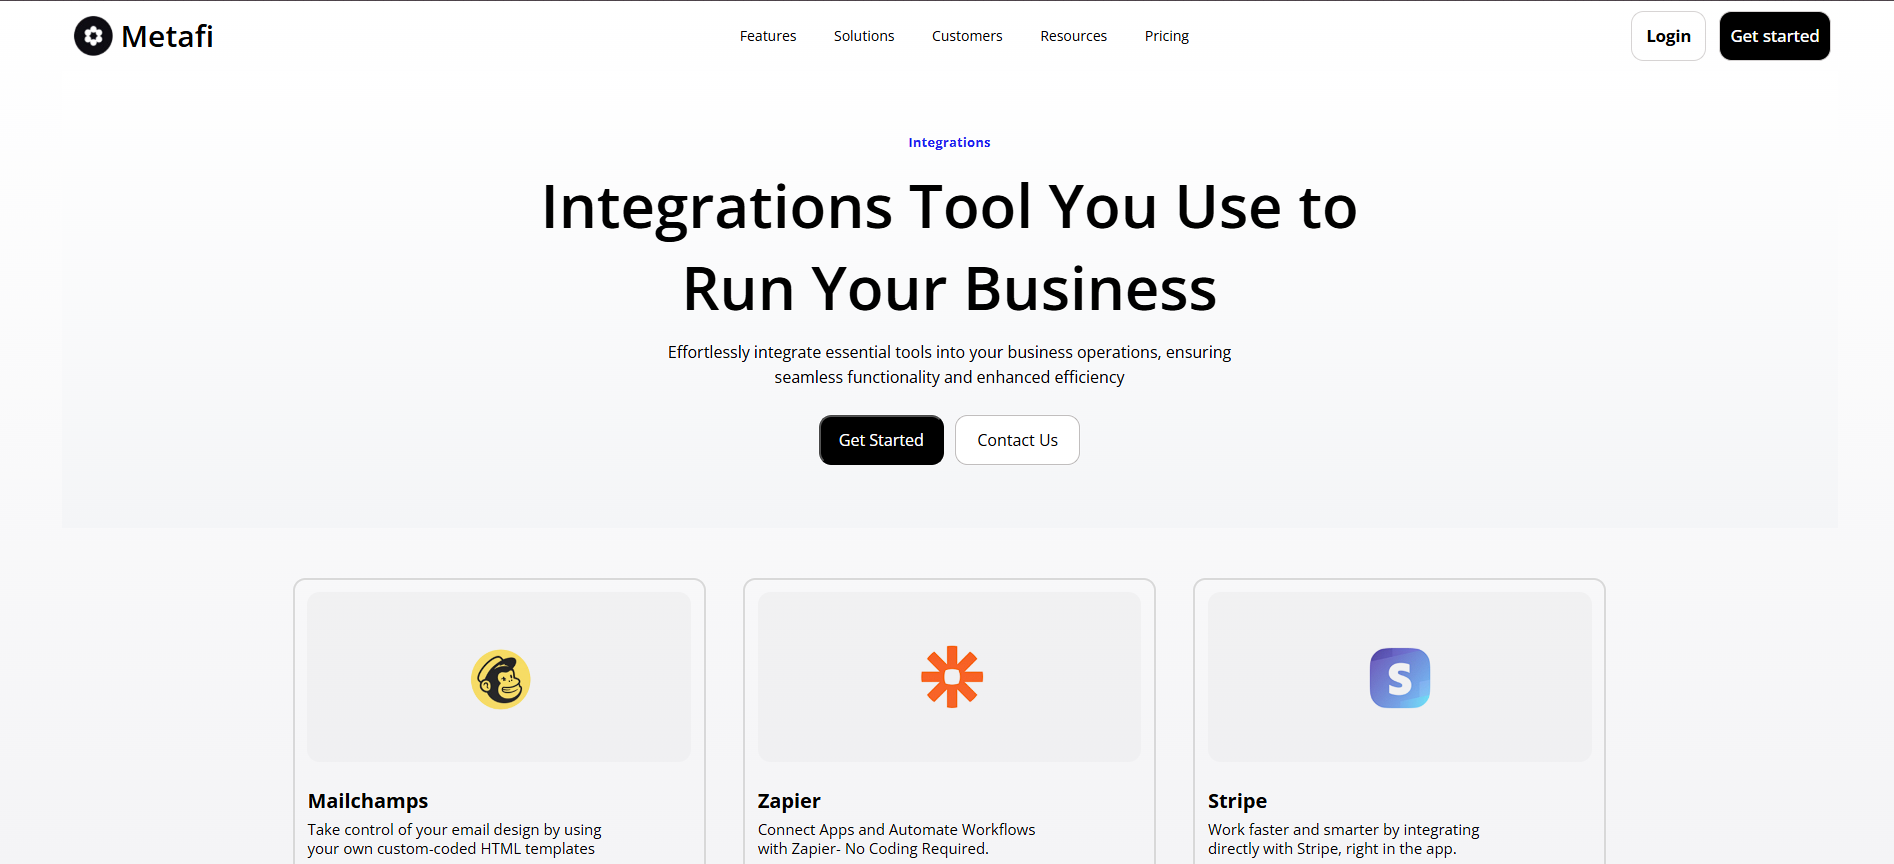 Metafi
Features
Solutions
Customers
Resources
Pricing
Login
Get started
Integrations
Integrations Tool You Use to
Run Your Business
Effortlessly integrate essential tools into your business operations, ensuring
seamless functionality and enhanced efficiency
Get Started
Contact Us
S
Mailchamps
Take control of your email design by using
your own custom-coded HTML templates
Zapier
Connect Apps and Automate Workflows
with Zapier- No Coding Required.
Stripe
Work faster and smarter by integrating
directly with Stripe, right in the app.